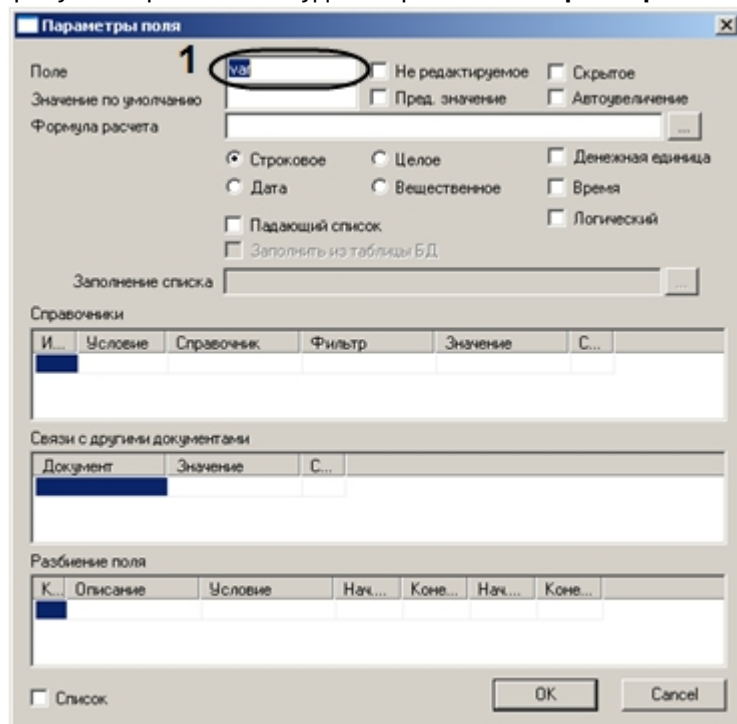 Параметры поля
1
Поле var Не редактируемое Скрытое
Значение по умолчанию Пред. значение Автоувеличение
Формула расчета ...
Строковое Целое Денежная единица
Дата Вещественное Время
Падающий список Логический
Заполнить из таблицы БД
Заполнение списка ...
Справочники
И... Условие Справочник Фильтр Значение С...
Связи с другими документами
Документ Значение С...
Разбиение поля
К... Описание Условие Нач.... Коне... Нач.... Коне...
Список OK Cancel